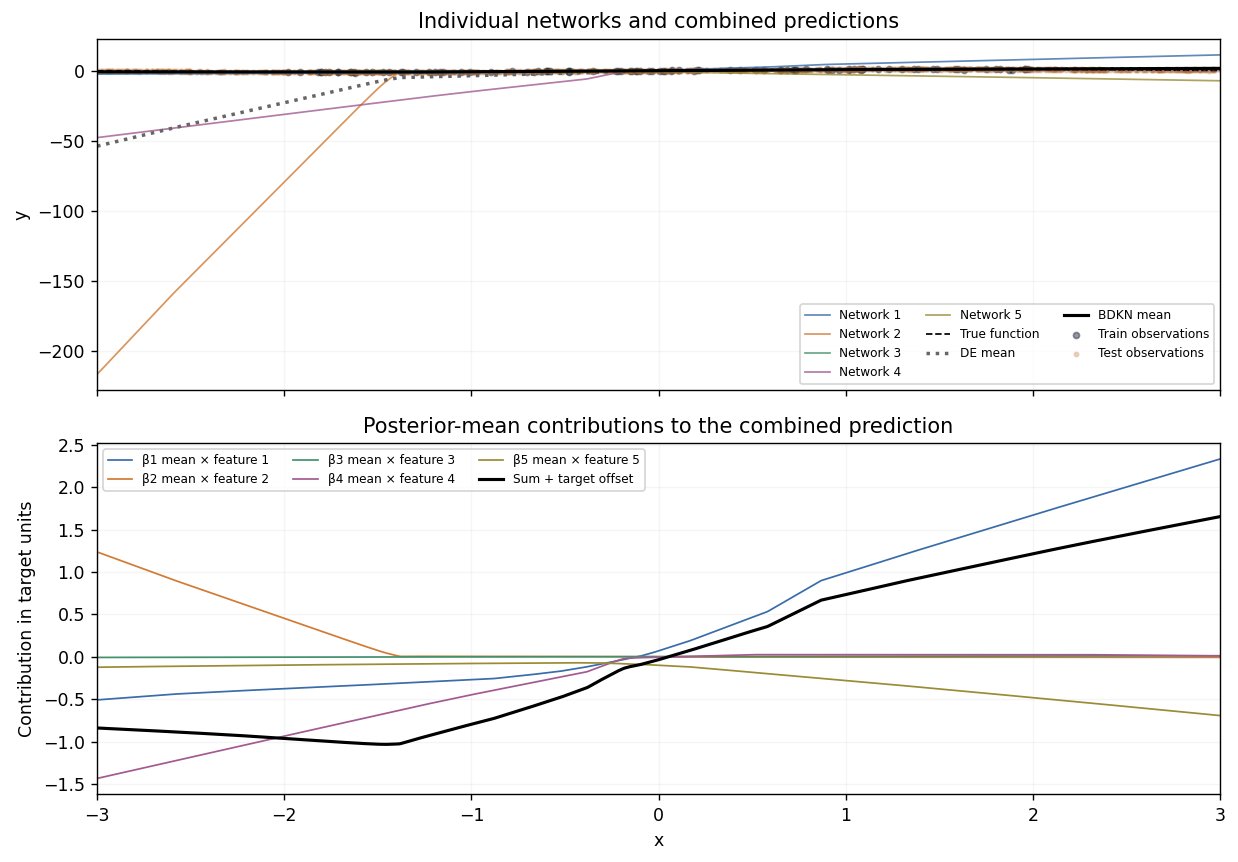 Individual networks and combined predictions
0
−50
−100
−150
−200
y
Network 1
Network 2
Network 3
Network 4
Network 5
True function
DE mean
BDKN mean
Train observations
Test observations
Posterior-mean contributions to the combined prediction
2.5
2.0
1.5
1.0
0.5
0.0
−0.5
−1.0
−1.5
Contribution in target units
β1 mean × feature 1
β2 mean × feature 2
β3 mean × feature 3
β4 mean × feature 4
β5 mean × feature 5
Sum + target offset
−3
−2
−1
0
1
2
3
x